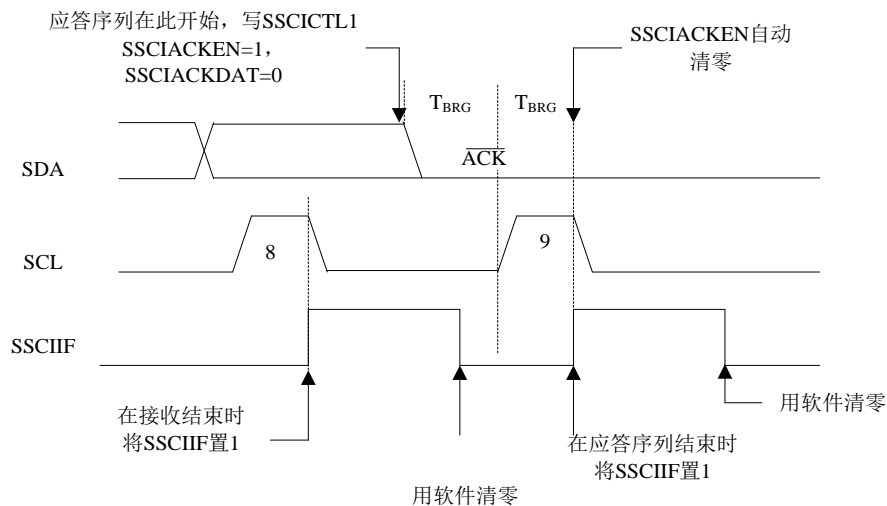 应答序列在此开始，写SSCICTL1
SSCIACKEN=1，
SSCIACKDAT=0
SSCIACKEN自动
清零
TBRG
TBRG
ACK
SDA
8
9
SCL
SSCIIF
在接收结束时
将SSCIIF置1
用软件清零
在应答序列结束时
将SSCIIF置1
用软件清零